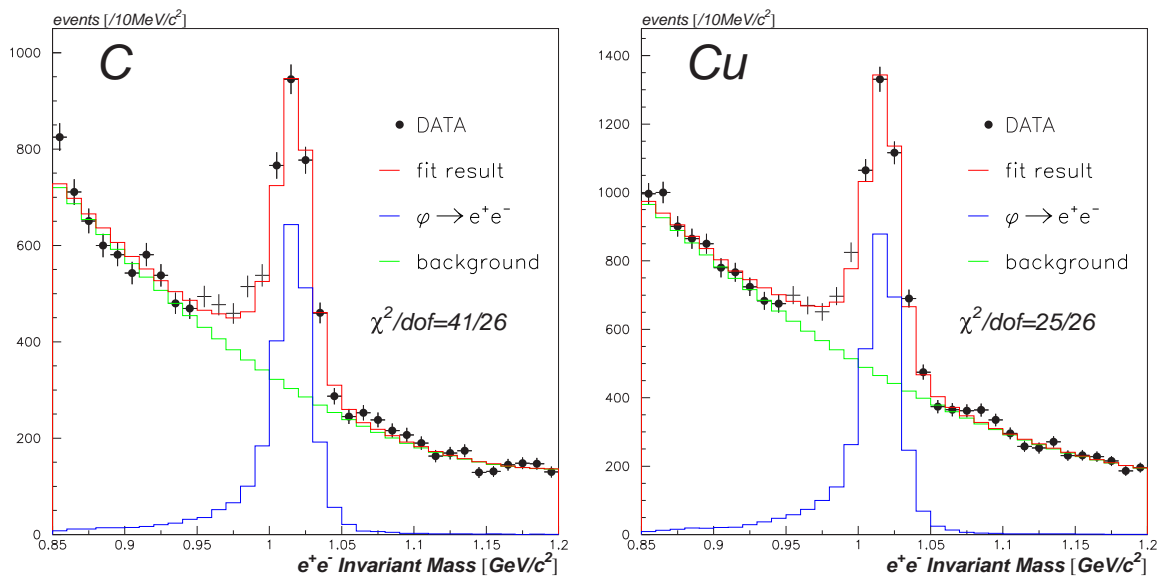 events [/10MeV/c²]
C
DATA
fit result
φ → e⁺e⁻
background
χ²/dof=41/26
1000
800
600
400
200
0
0.85 0.9 0.95 1 1.05 1.1 1.15 1.2
e⁺e⁻ Invariant Mass [GeV/c²]
events [/10MeV/c²]
Cu
DATA
fit result
φ → e⁺e⁻
background
χ²/dof=25/26
1400
1200
1000
800
600
400
200
0
0.85 0.9 0.95 1 1.05 1.1 1.15 1.2
e⁺e⁻ Invariant Mass [GeV/c²]